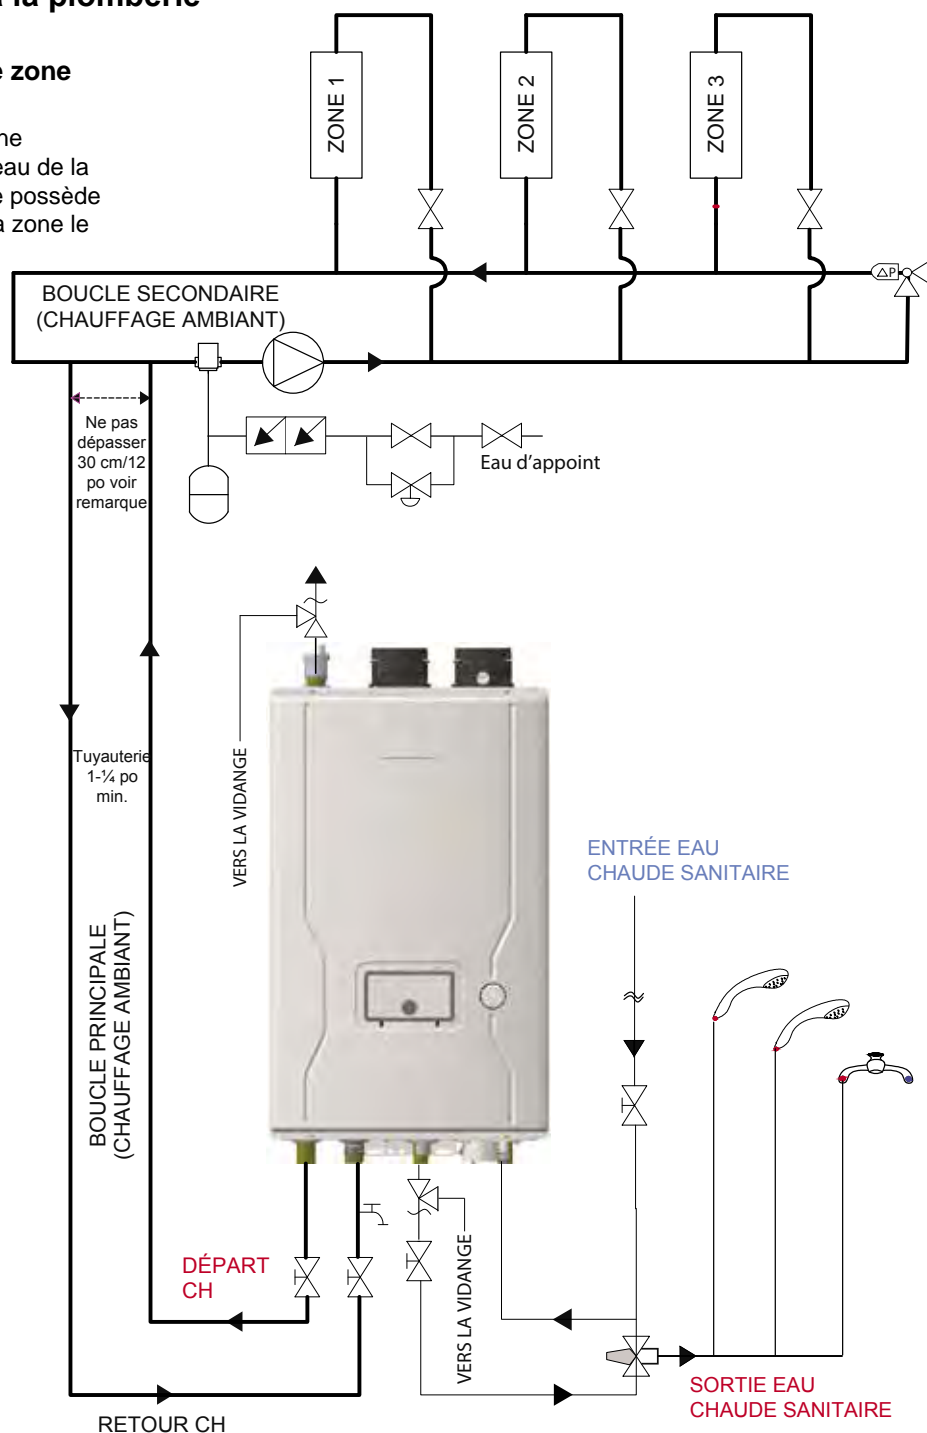 à la plomberie
zone
eau de la
possède
zone le
ZONE 1
ZONE 2
ZONE 3
ΔP
BOUCLE SECONDAIRE
(CHAUFFAGE AMBIANT)
Ne pas
dépasser
30 cm/12
po voir
remarque
Eau d'appoint
VERS LA VIDANGE
Tuyauterie
1-¼ po
min.
ENTRÉE EAU
CHAUDE SANITAIRE
BOUCLE PRINCIPALE
(CHAUFFAGE AMBIANT)
DÉPART
CH
VERS LA VIDANGE
SORTIE EAU
CHAUDE SANITAIRE
RETOUR CH